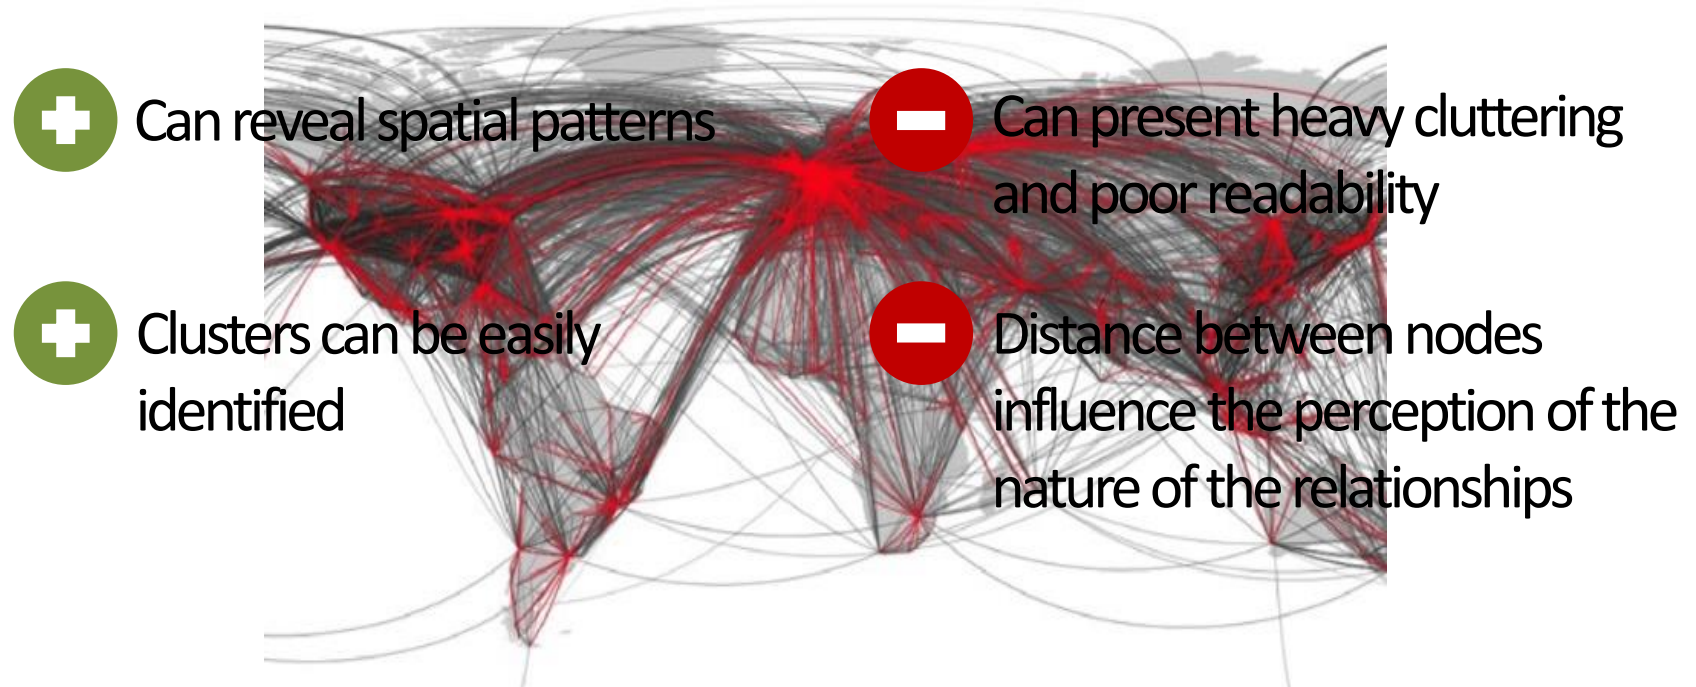 Can reveal spatial patterns
Clusters can be easily
identified
Can present heavy cluttering
and poor readability
Distance between nodes
influence the perception of the
nature of the relationships